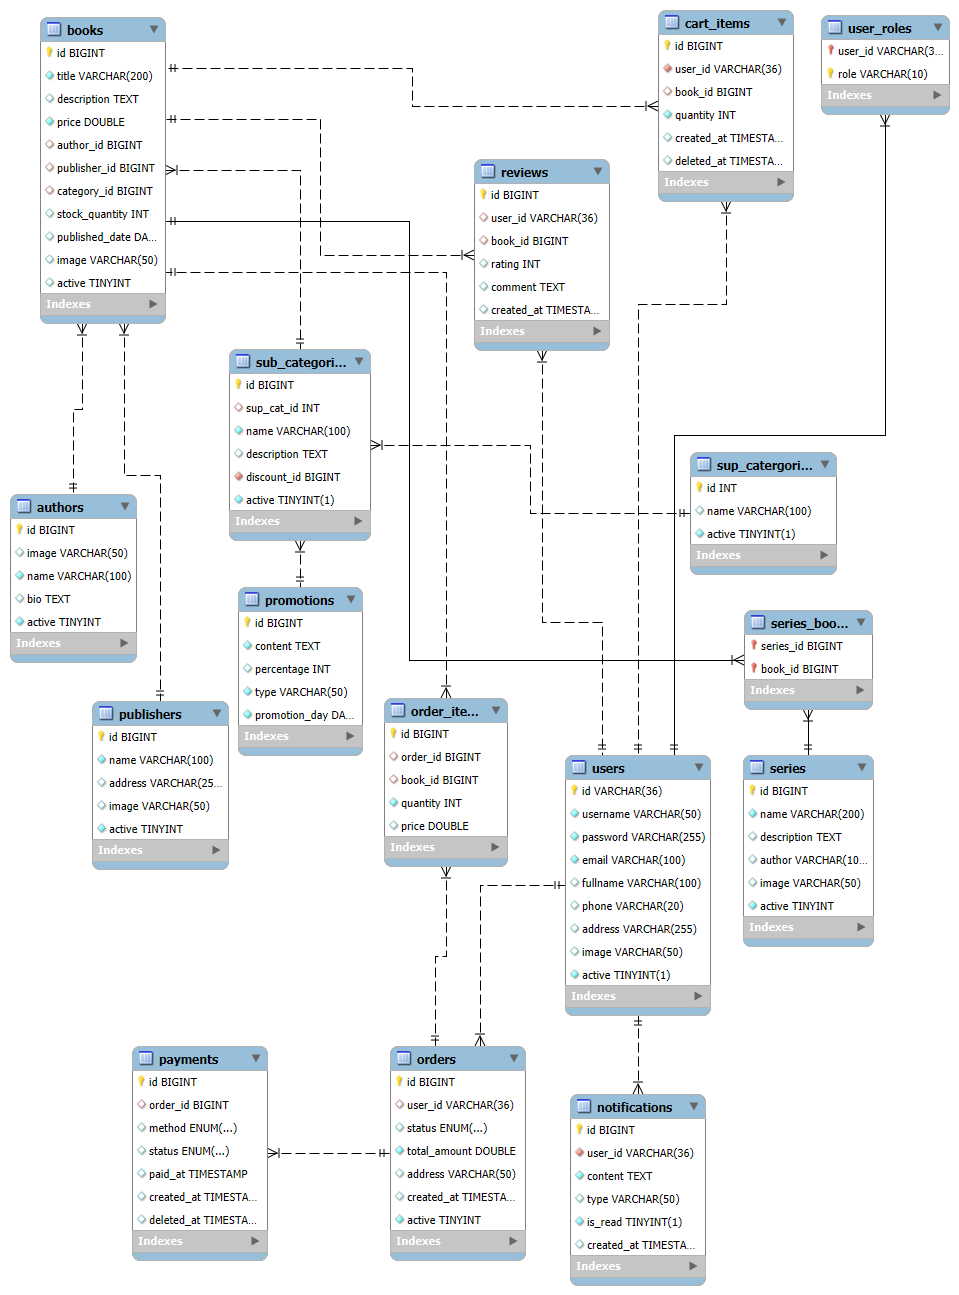 books
id BIGINT
title VARCHAR(200)
description TEXT
price DOUBLE
author_id BIGINT
publisher_id BIGINT
category_id BIGINT
stock_quantity INT
published_date DA...
image VARCHAR(50)
active TINYINT
Indexes
cart_items
id BIGINT
user_id VARCHAR(36)
book_id BIGINT
quantity INT
created_at TIMESTA...
deleted_at TIMESTA...
Indexes
user_roles
user_id VARCHAR(3...
role VARCHAR(10)
Indexes
reviews
id BIGINT
user_id VARCHAR(36)
book_id BIGINT
rating INT
comment TEXT
created_at TIMESTA...
Indexes
sub_categori...
id BIGINT
sup_cat_id INT
name VARCHAR(100)
description TEXT
discount_id BIGINT
active TINYINT(1)
Indexes
sup_catergori...
id INT
name VARCHAR(100)
active TINYINT(1)
Indexes
authors
id BIGINT
image VARCHAR(50)
name VARCHAR(100)
bio TEXT
active TINYINT
Indexes
promotions
id BIGINT
content TEXT
percentage INT
type VARCHAR(50)
promotion_day DA...
Indexes
series_boo...
series_id BIGINT
book_id BIGINT
Indexes
publishers
id BIGINT
name VARCHAR(100)
address VARCHAR(25...
image VARCHAR(50)
active TINYINT
Indexes
order_ite...
id BIGINT
order_id BIGINT
book_id BIGINT
quantity INT
price DOUBLE
Indexes
users
id VARCHAR(36)
username VARCHAR(50)
password VARCHAR(255)
email VARCHAR(100)
fullname VARCHAR(100)
phone VARCHAR(20)
address VARCHAR(255)
image VARCHAR(50)
active TINYINT(1)
Indexes
series
id BIGINT
name VARCHAR(200)
description TEXT
author VARCHAR(10...
image VARCHAR(50)
active TINYINT
Indexes
payments
id BIGINT
order_id BIGINT
method ENUM(...)
status ENUM(...)
paid_at TIMESTAMP
created_at TIMESTA...
deleted_at TIMESTA...
Indexes
orders
id BIGINT
user_id VARCHAR(36)
status ENUM(...)
total_amount DOUBLE
address VARCHAR(50)
created_at TIMESTA...
active TINYINT
Indexes
notifications
id BIGINT
user_id VARCHAR(36)
content TEXT
type VARCHAR(50)
is_read TINYINT(1)
created_at TIMESTA...
Indexes